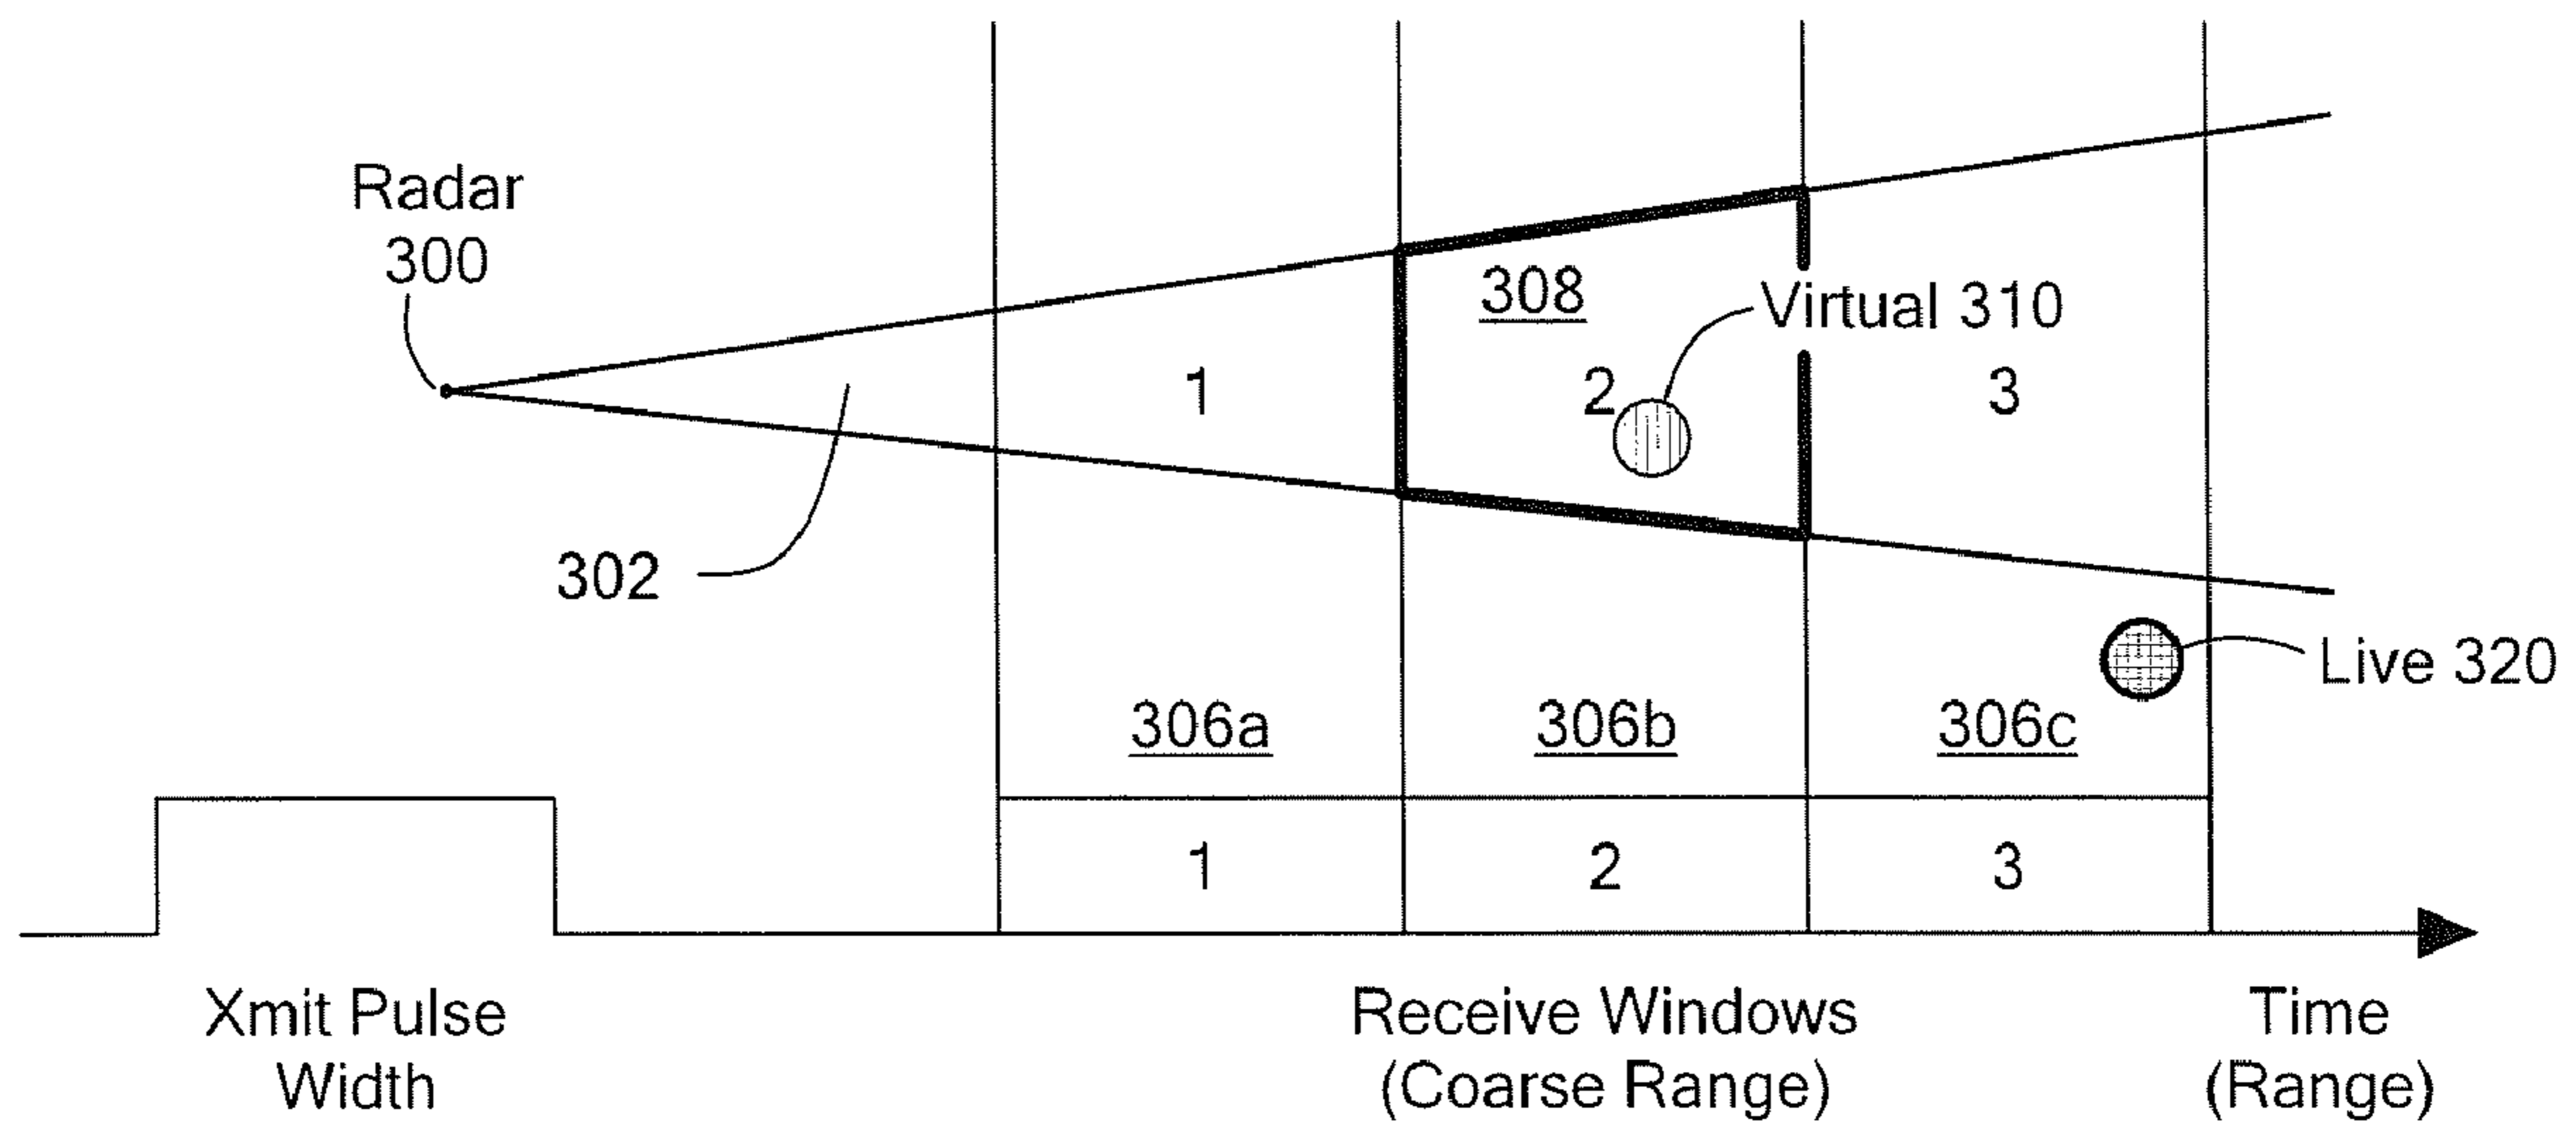 Radar
300
308
Virtual 310
1
2
3
302
Live 320
306a
306b
306c
1
2
3
Xmit Pulse
Width
Receive Windows
(Coarse Range)
Time
(Range)